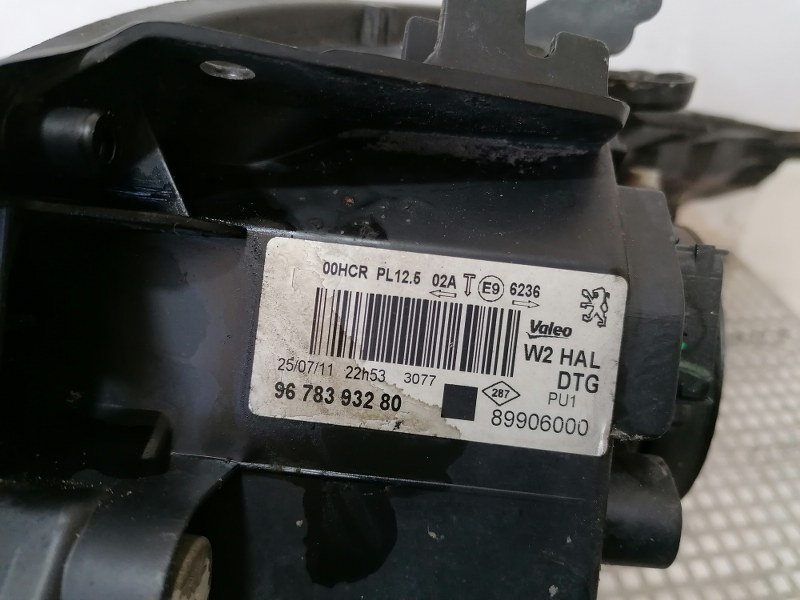 00HCR PL12.5 02A E9 6236
Valeo
W2 HAL
25/07/11 22h53 3077
DTG
96 783 932 80
287
PU1
89906000